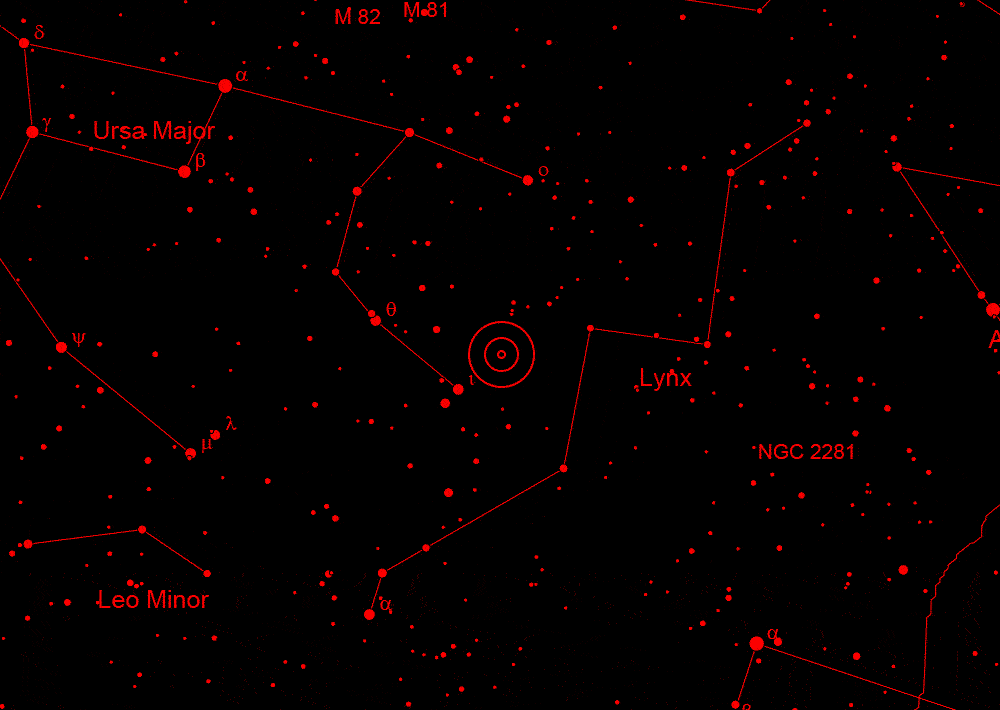 M 82
M 81
δ
α
γ
Ursa Major
β
ο
θ
A
ψ
ι
Lynx
λ
μ
NGC 2281
Leo Minor
α
α